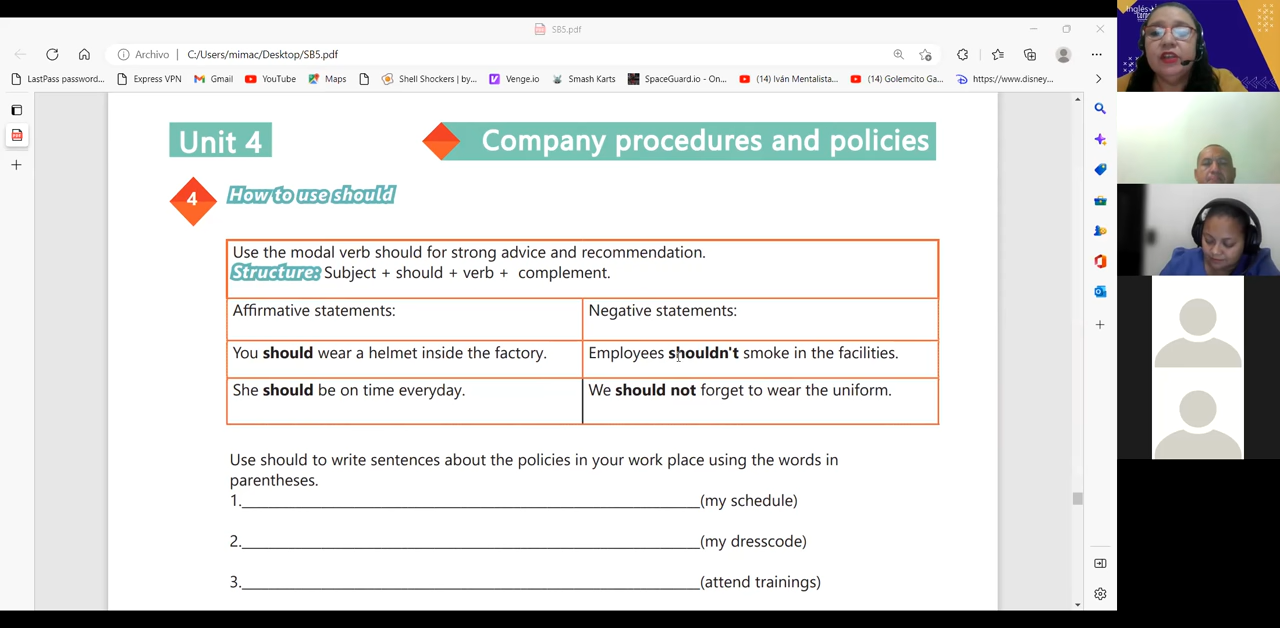 SB5.pdf
Archivo | C:/Users/mimac/Desktop/SB5.pdf
LastPass password... Express VPN Gmail YouTube Maps Shell Shockers | by... Venge.io Smash Karts SpaceGuard.io - On... (14) Iván Mentalista... (14) Golemcito Ga... https://www.disney...
Inglés
Unit 4 Company procedures and policies
4 How to use should
Use the modal verb should for strong advice and recommendation.
Structure: Subject + should + verb + complement.
Affirmative statements: Negative statements:
You should wear a helmet inside the factory. Employees shouldn't smoke in the facilities.
She should be on time everyday. We should not forget to wear the uniform.
Use should to write sentences about the policies in your work place using the words in
parentheses.
1.______________________________(my schedule)
2.______________________________(my dresscode)
3.______________________________(attend trainings)